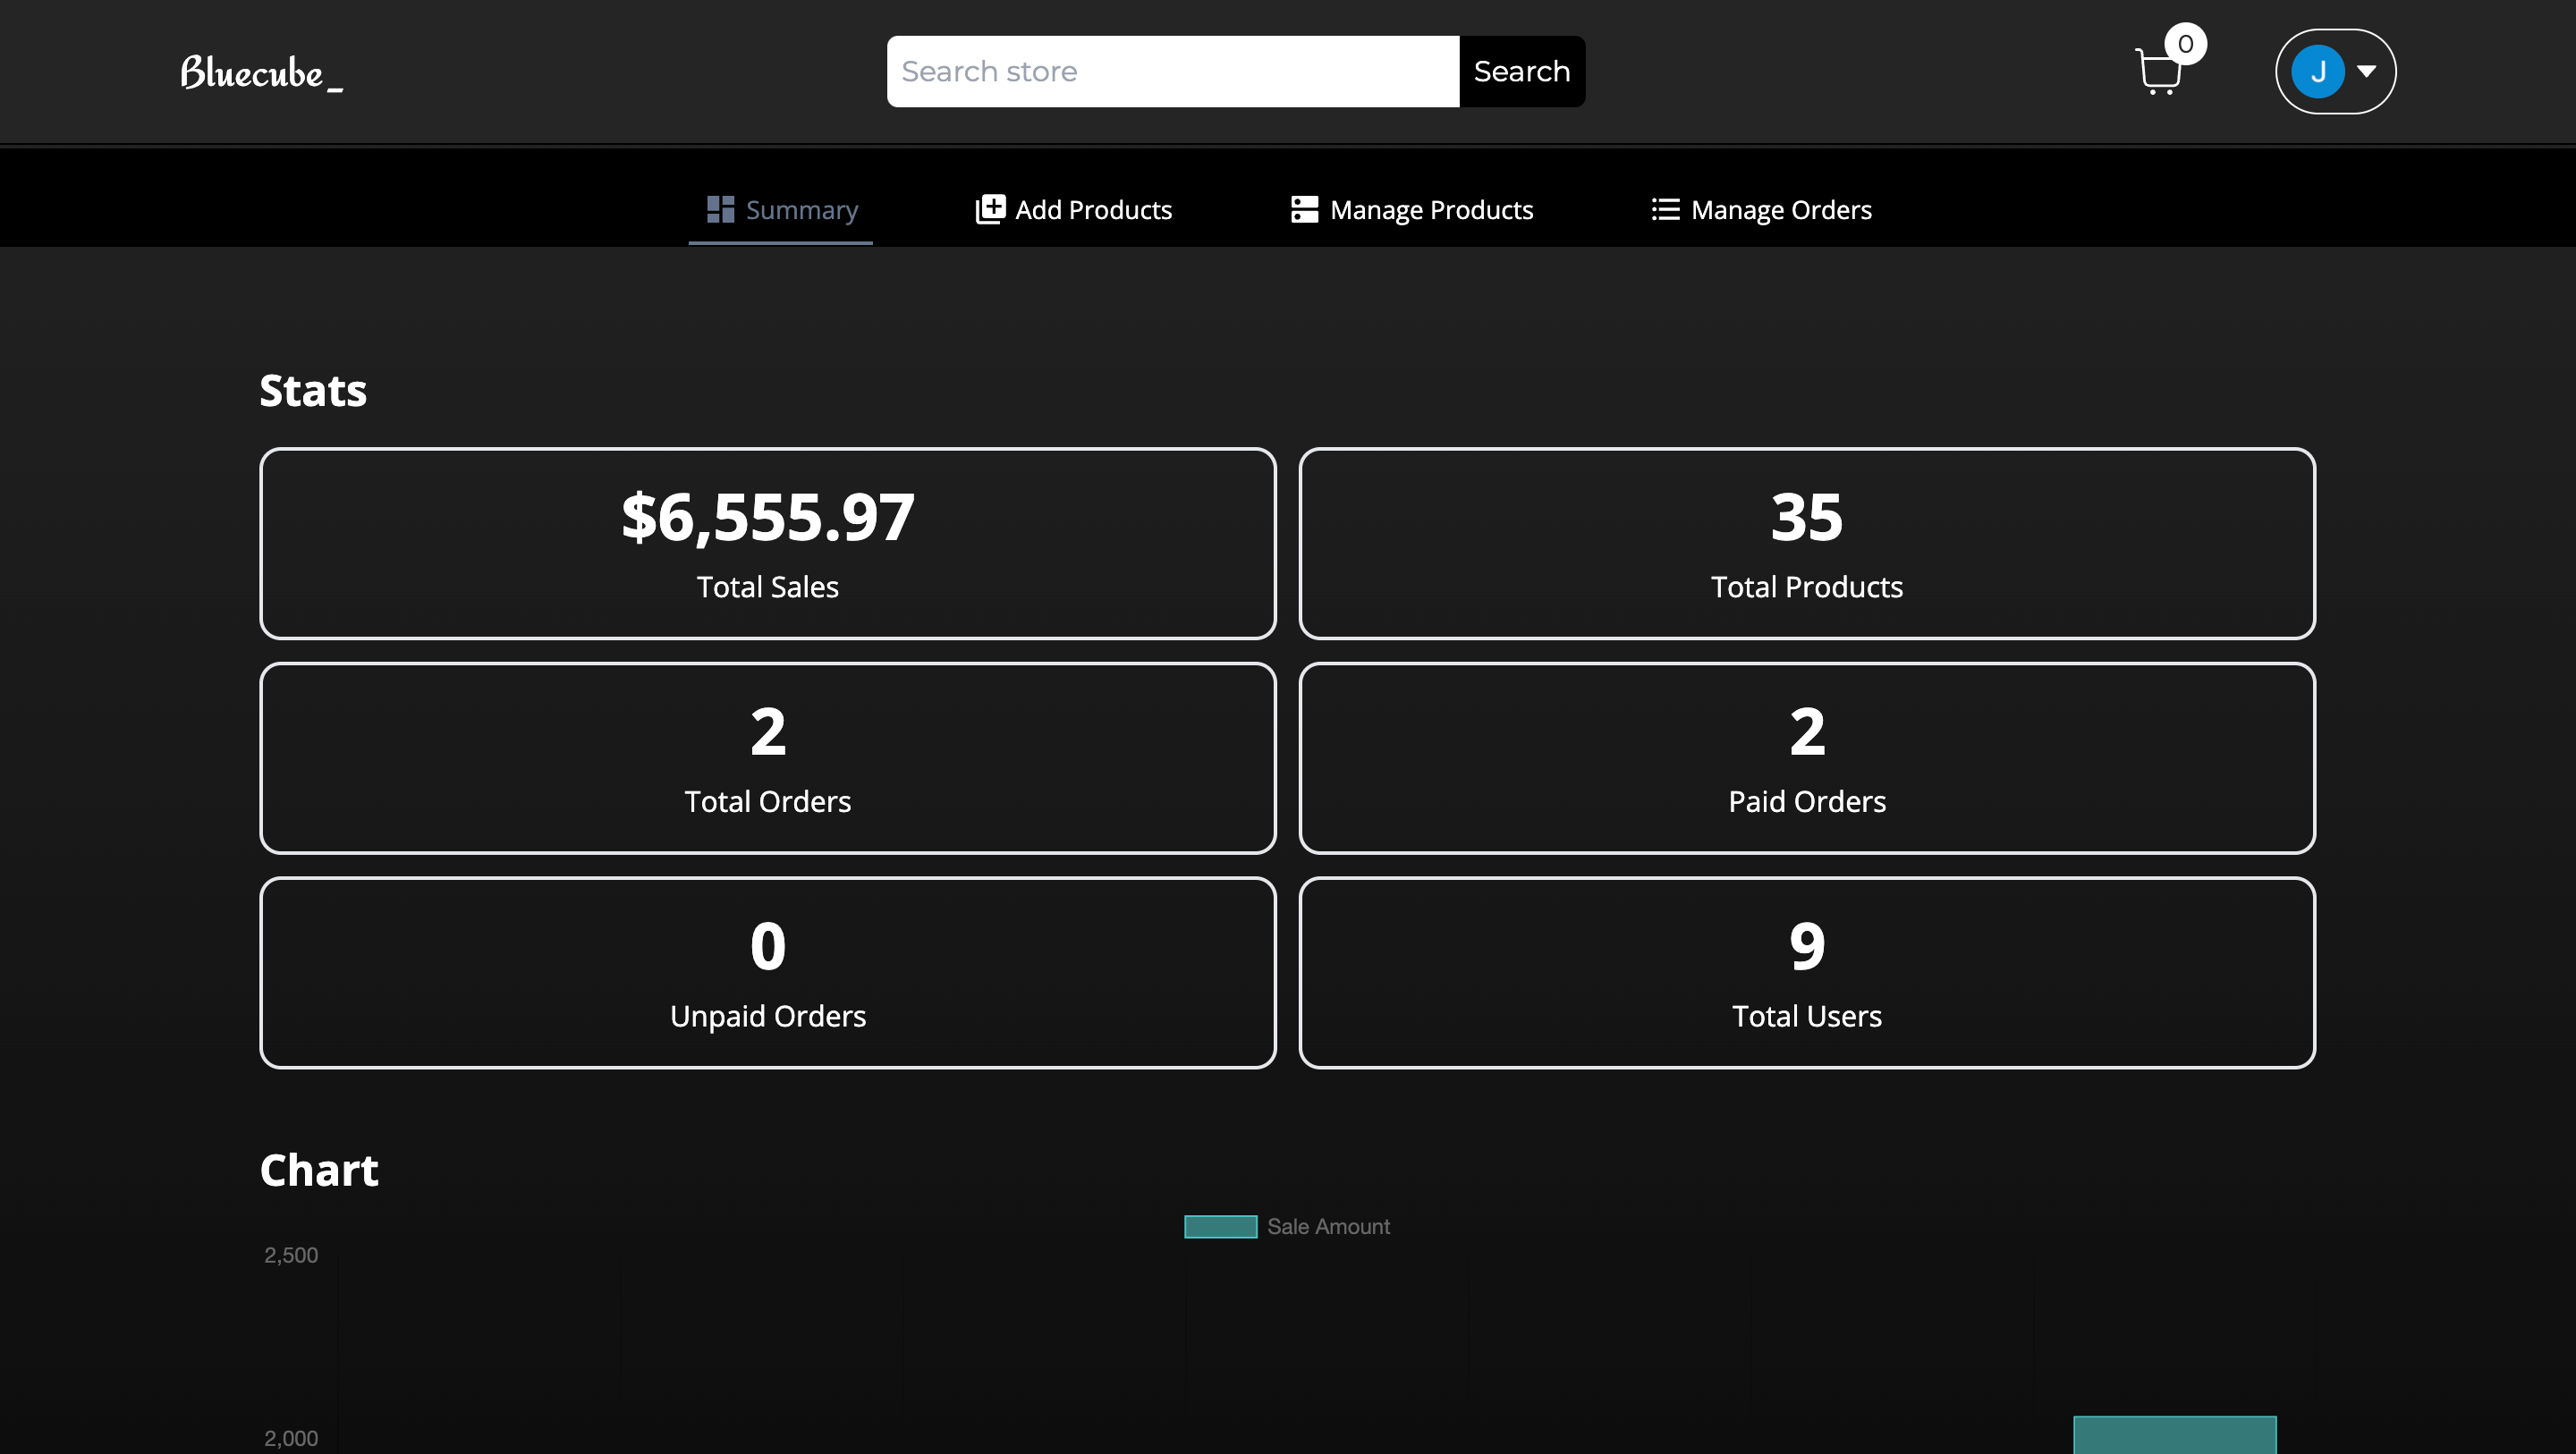 Bluecube_
Search store
Search
0
J
Summary
Add Products
Manage Products
Manage Orders
Stats
$6,555.97
Total Sales
35
Total Products
2
Total Orders
2
Paid Orders
0
Unpaid Orders
9
Total Users
Chart
Sale Amount
2,500
2,000